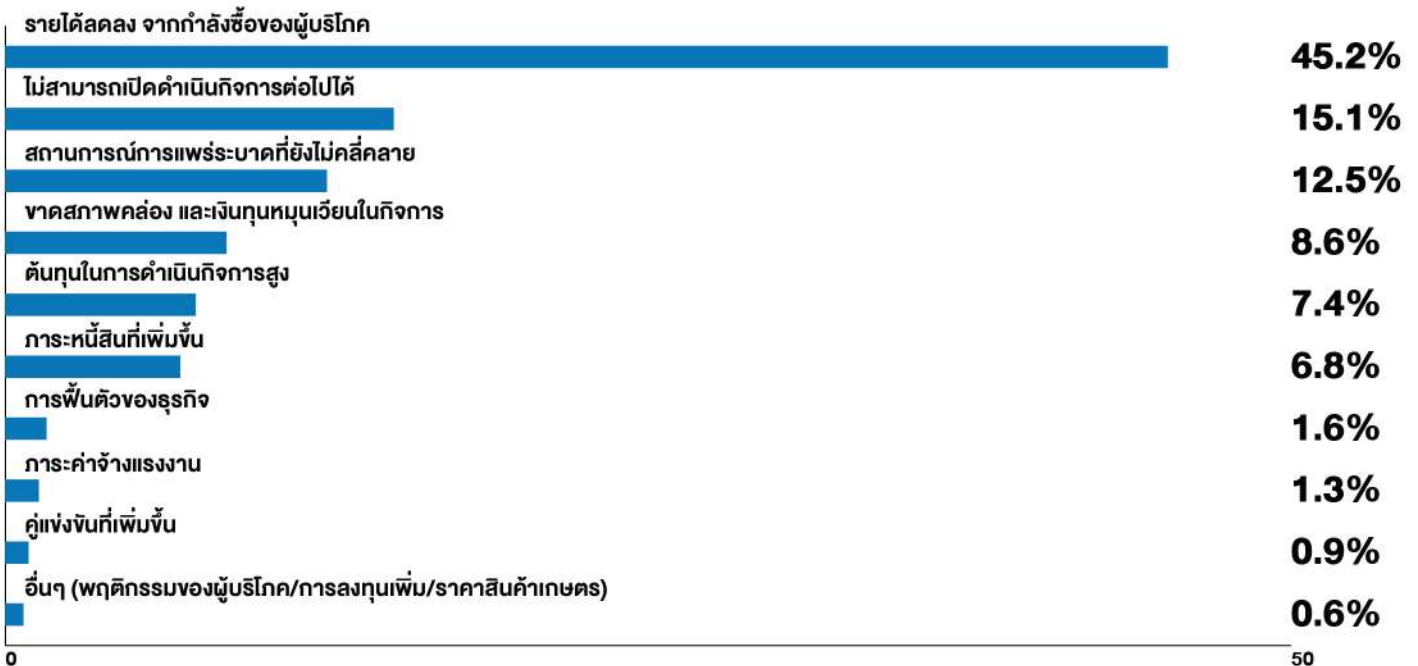 รายได้ลดลง จากกำลังซื้อของผู้บริโภค
45.2%
ไม่สามารถเปิดดำเนินกิจการต่อไปได้
15.1%
สถานการณ์การแพร่ระบาดที่ยังไม่คลี่คลาย
12.5%
ขาดสภาพคล่อง และเงินทุนหมุนเวียนในกิจการ
8.6%
ต้นทุนในการดำเนินกิจการสูง
7.4%
ภาระหนี้สินที่เพิ่มขึ้น
6.8%
การฟื้นตัวของธุรกิจ
1.6%
ภาระค่าจ้างแรงงาน
1.3%
คู่แข่งขันที่เพิ่มขึ้น
0.9%
อื่นๆ (พฤติกรรมของผู้บริโภค/การลงทุนเพิ่ม/ราคาสินค้าเกษตร)
0.6%
0 50